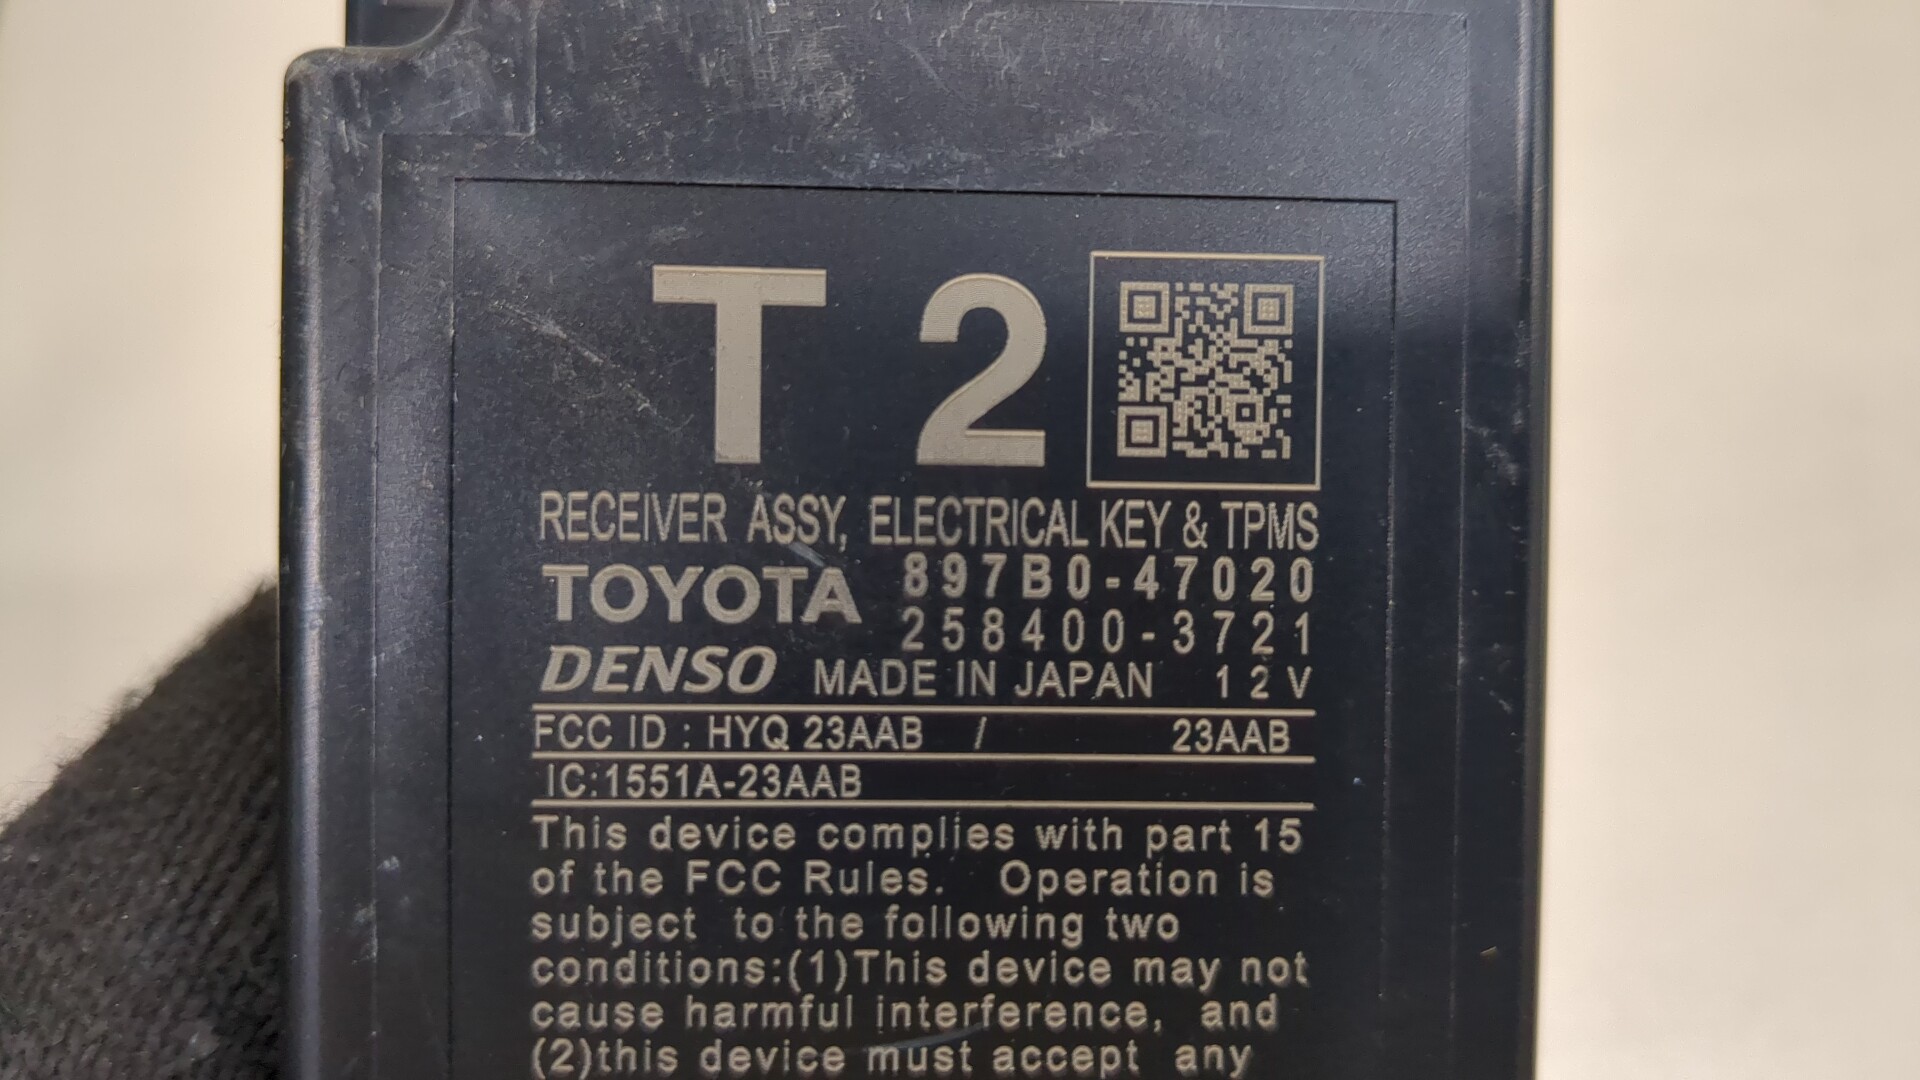 T 2
RECEIVER ASSY, ELECTRICAL KEY & TPMS
TOYOTA 897B0-47020
258400-3721
DENSO MADE IN JAPAN 12V
FCC ID : HYQ 23AAB / 23AAB
IC:1551A-23AAB
This device complies with part 15
of the FCC Rules. Operation is
subject to the following two
conditions:(1)This device may not
cause harmful interference, and
(2)this device must accept any